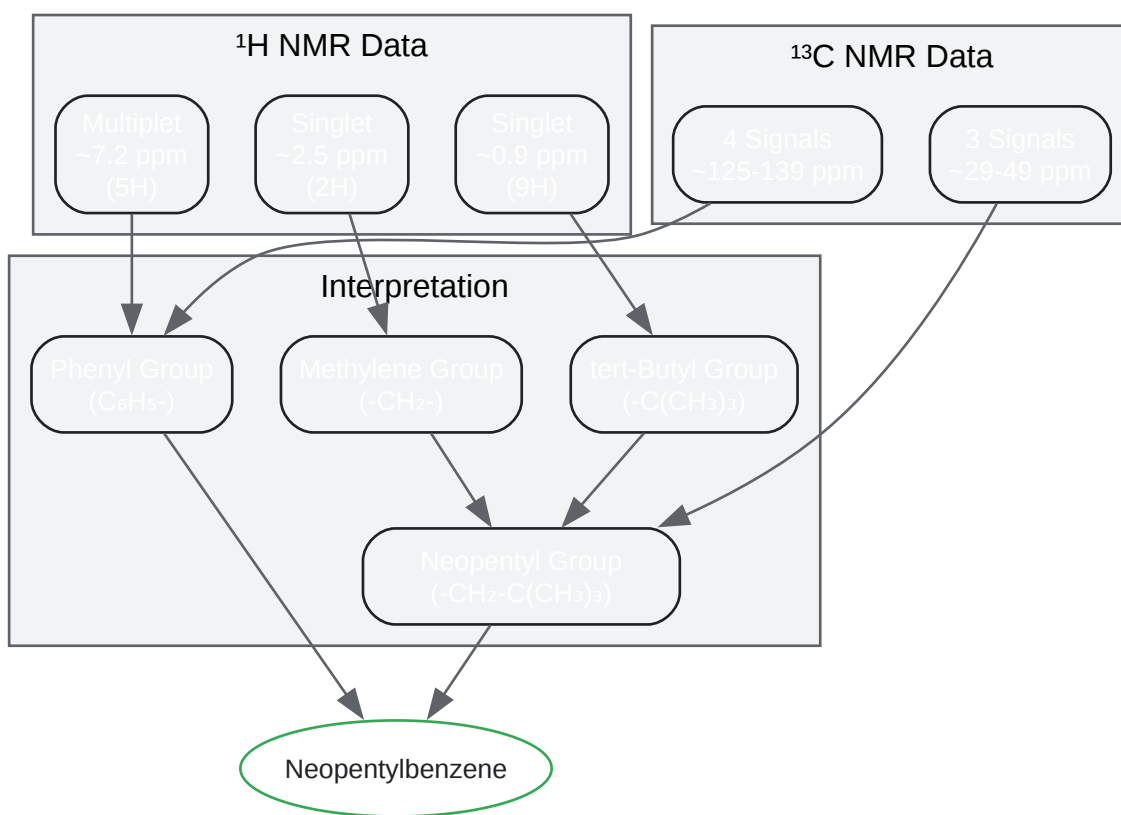 ¹H NMR Data
¹³C NMR Data
Multiplet
~7.2 ppm
(5H)
Singlet
~2.5 ppm
(2H)
Singlet
~0.9 ppm
(9H)
4 Signals
~125-139 ppm
3 Signals
~29-49 ppm
Interpretation
Phenyl Group
(C₆H₅-)
Methylene Group
(-CH₂-)
tert-Butyl Group
(-C(CH₃)₃)
Neopentyl Group
(-CH₂-C(CH₃)₃)
Neopentylbenzene